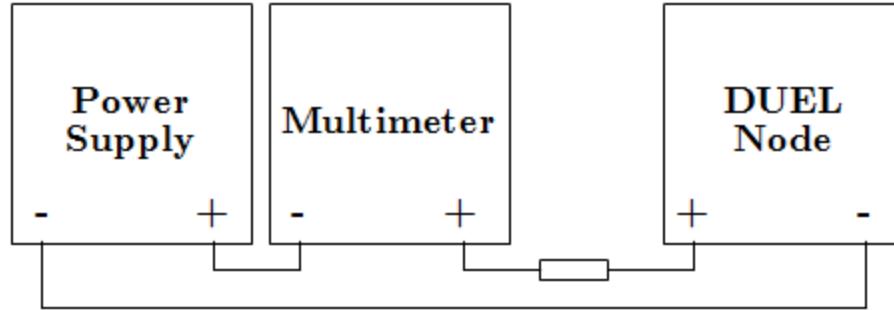 Power
Supply
Multimeter
DUEL
Node
- +
- +
+ -